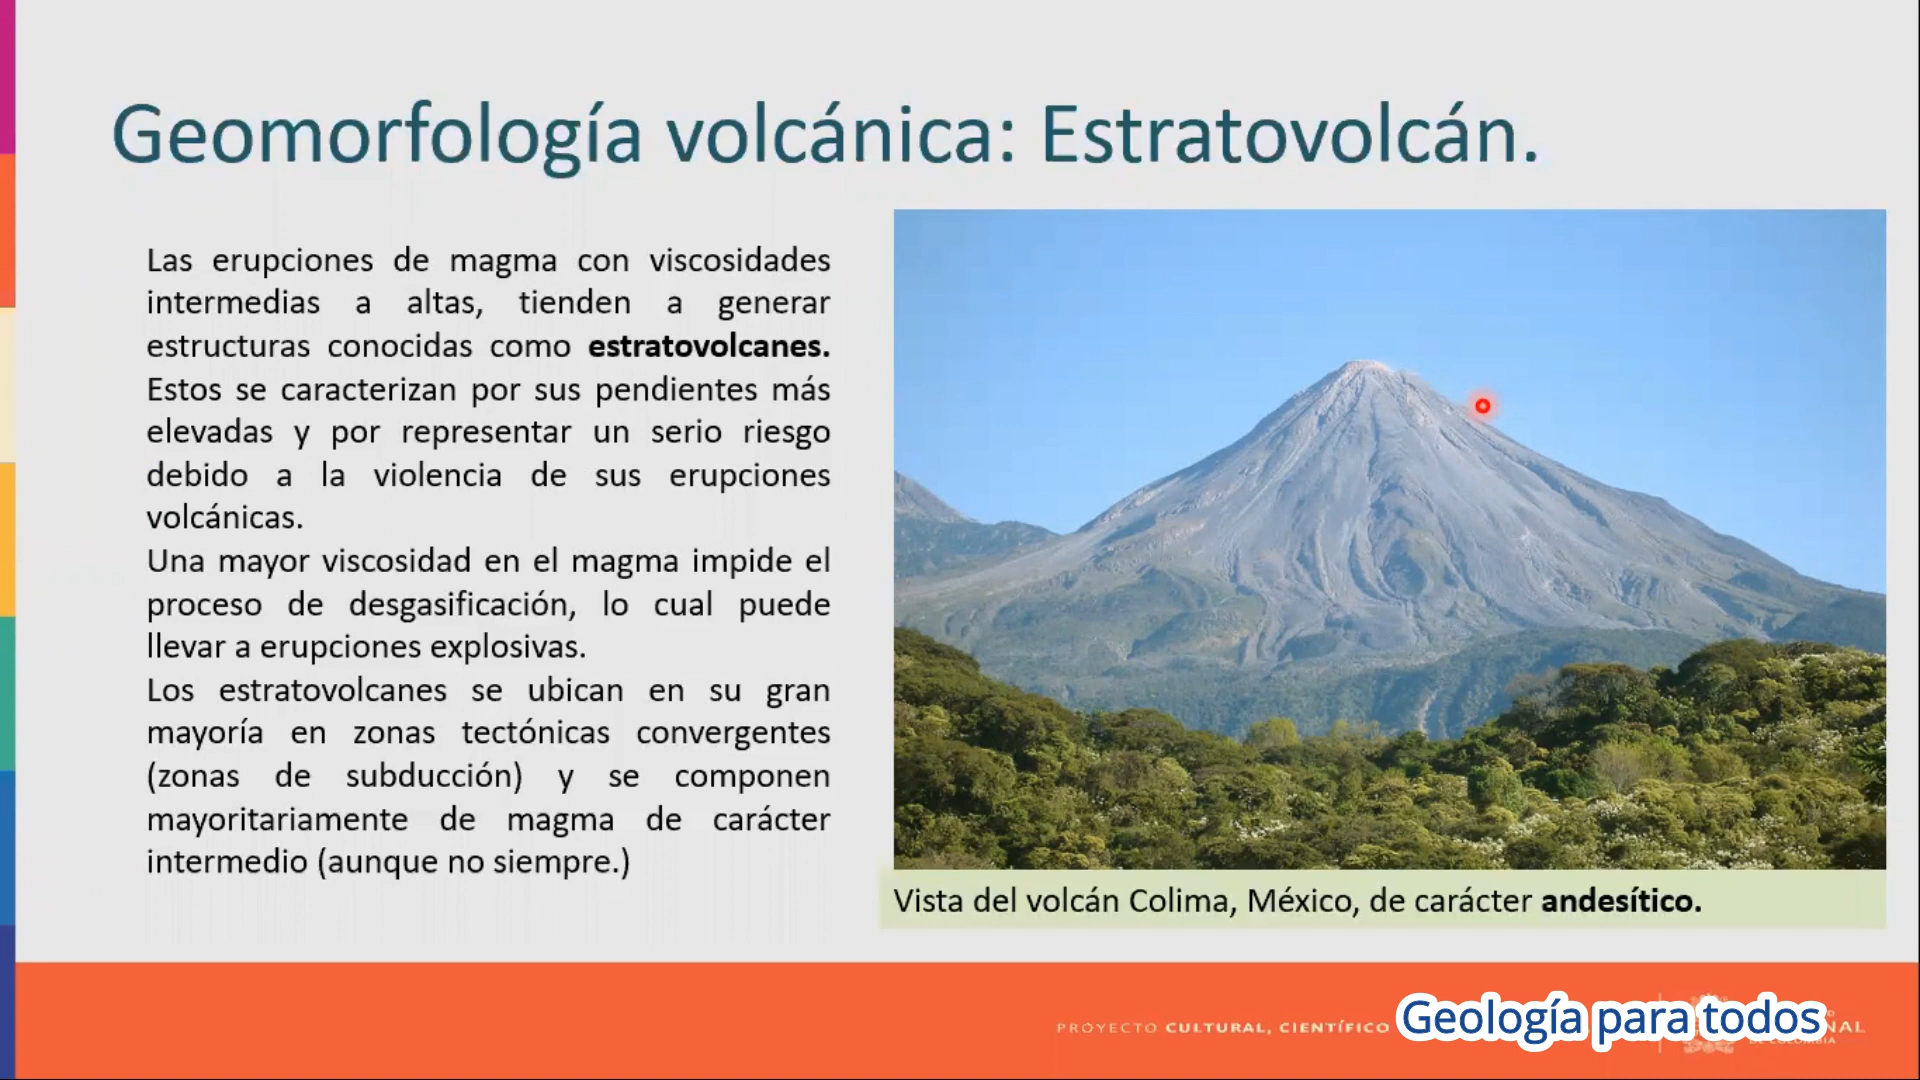 Geomorfología volcánica: Estratovolcán.
Las erupciones de magma con viscosidades
intermedias a altas, tienden a generar
estructuras conocidas como estratovolcanes.
Estos se caracterizan por sus pendientes más
elevadas y por representar un serio riesgo
debido a la violencia de sus erupciones
volcánicas.
Una mayor viscosidad en el magma impide el
proceso de desgasificación, lo cual puede
llevar a erupciones explosivas.
Los estratovolcanes se ubican en su gran
mayoría en zonas tectónicas convergentes
(zonas de subducción) y se componen
mayoritariamente de magma de carácter
intermedio (aunque no siempre.)
Vista del volcán Colima, México, de carácter andesítico.
PROYECTO CULTURAL, CIENTÍFICO
Geología para todos
DE COLOMBIA